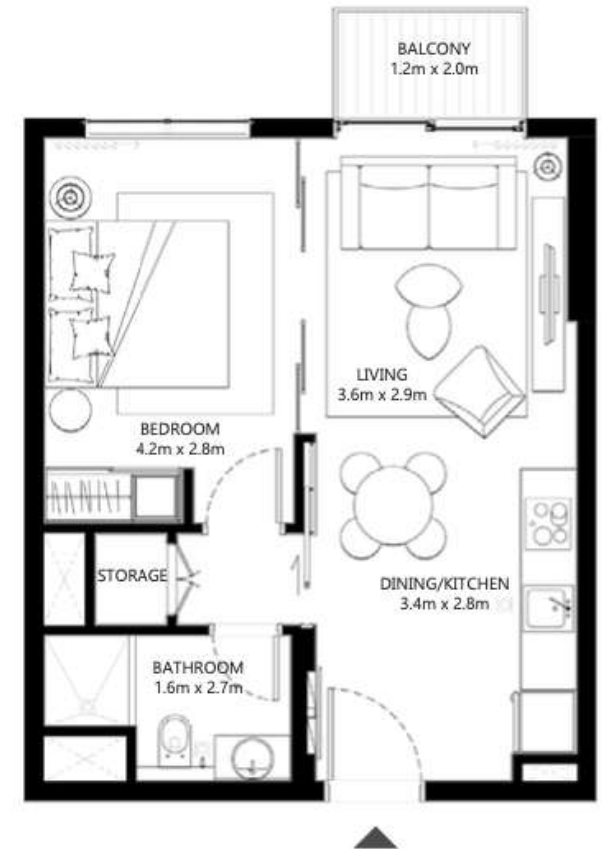 BALCONY
1.2m x 2.0m
LIVING
3.6m x 2.9m
BEDROOM
4.2m x 2.8m
STORAGE
DINING/KITCHEN
3.4m x 2.8m
BATHROOM
1.6m x 2.7m